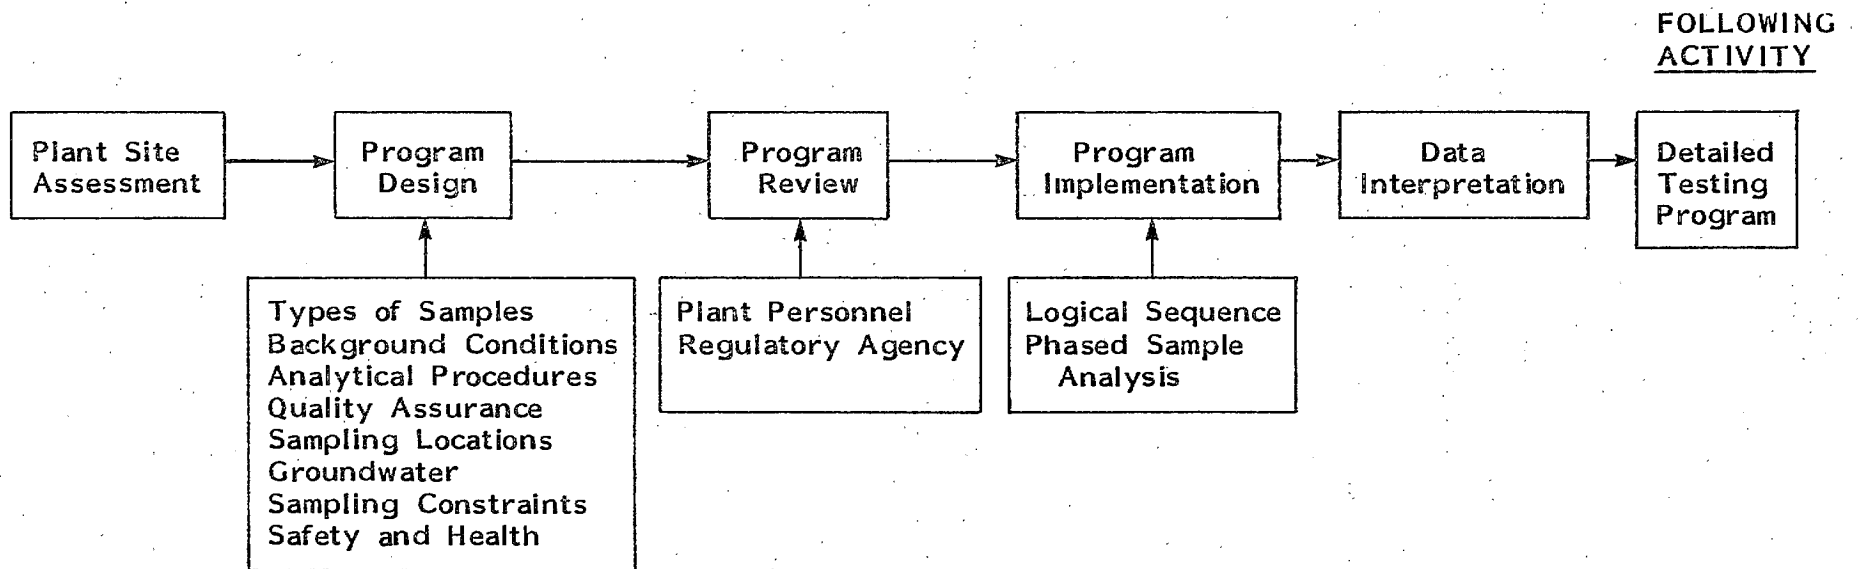 FOLLOWING
ACTIVITY
Plant Site
Assessment
Program
Design
Program
Review
Program
Implementation
Data
Interpretation
Detailed
Testing
Program
Types of Samples
Background Conditions
Analytical Procedures
Quality Assurance
Sampling Locations
Groundwater
Sampling Constraints
Safety and Health
Plant Personnel
Regulatory Agency
Logical Sequence
Phased Sample
Analysis